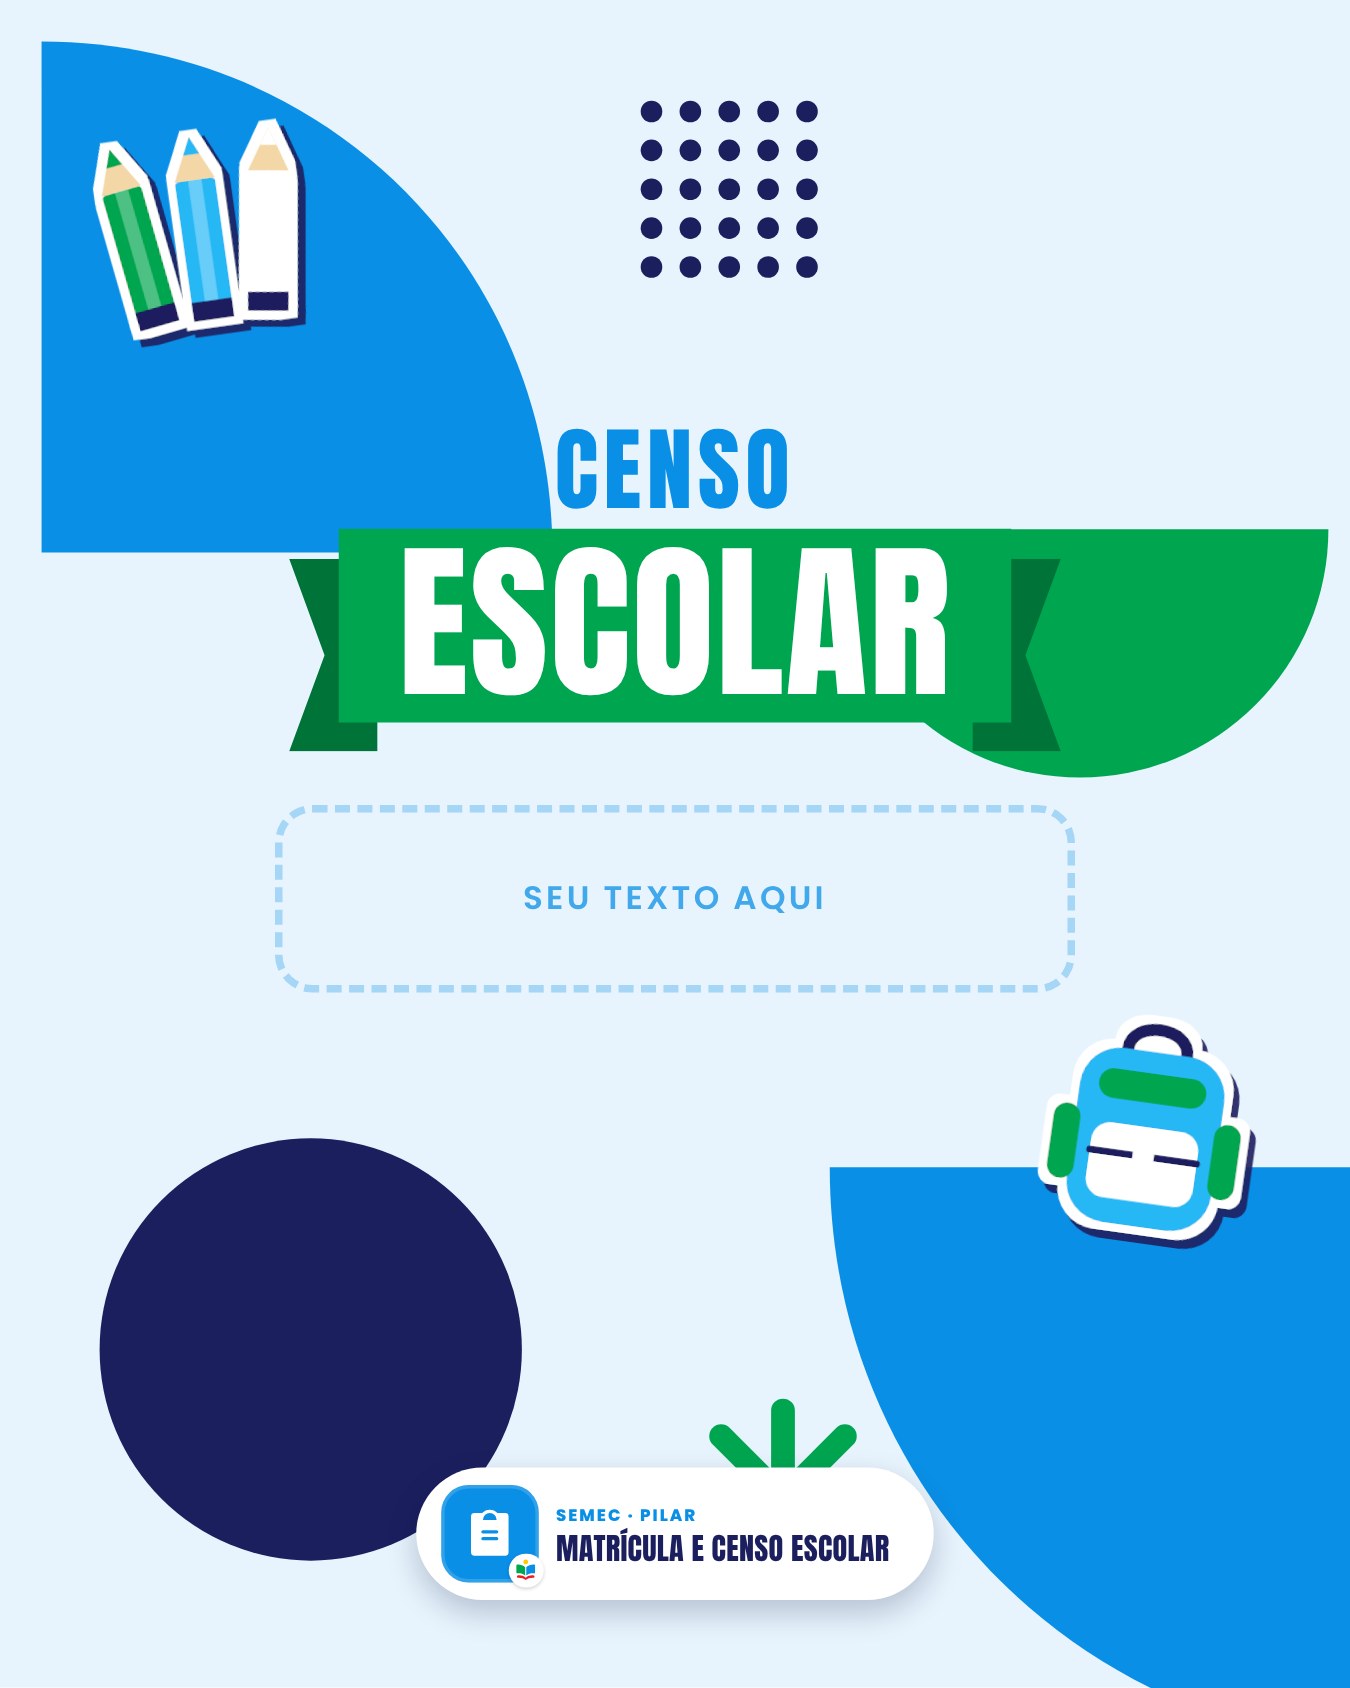 CENSO
ESCOLAR
SEU TEXTO AQUI
SEMEC · PILAR
MATRÍCULA E CENSO ESCOLAR